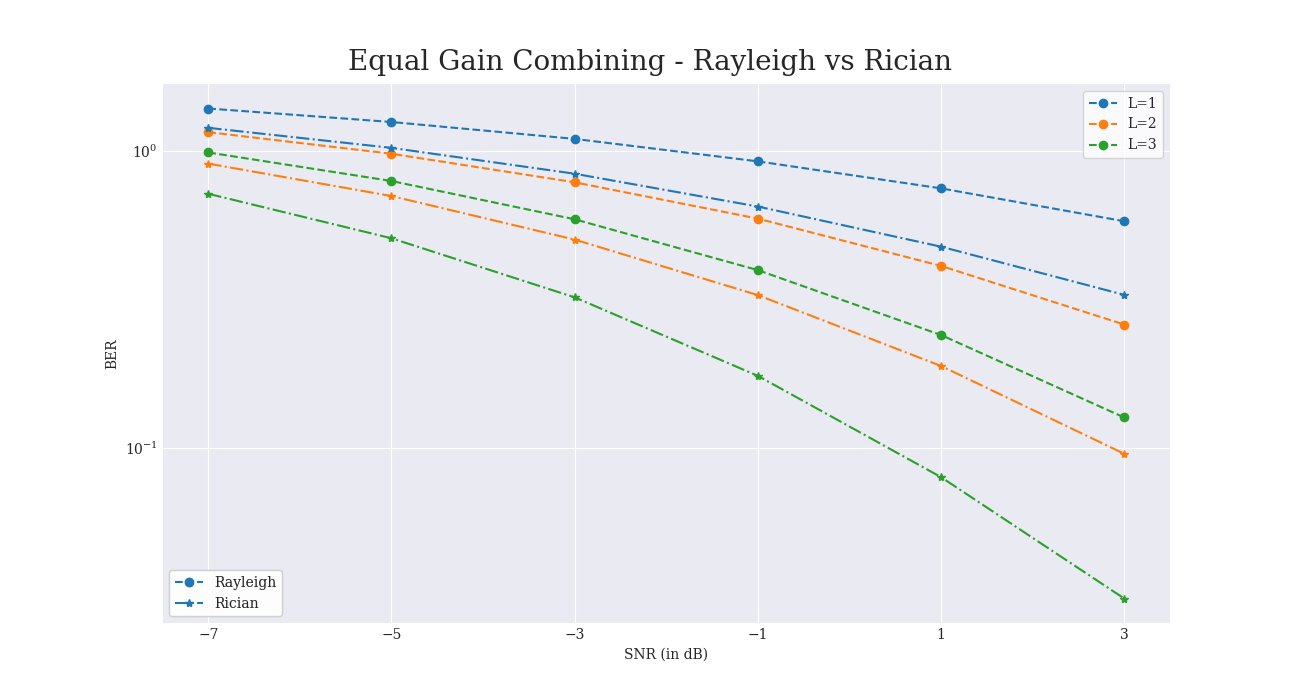 Equal Gain Combining - Rayleigh vs Rician
L=1
L=2
L=3
10⁰
10⁻¹
BER
Rayleigh
Rician
−7
−5
−3
−1
1
3
SNR (in dB)